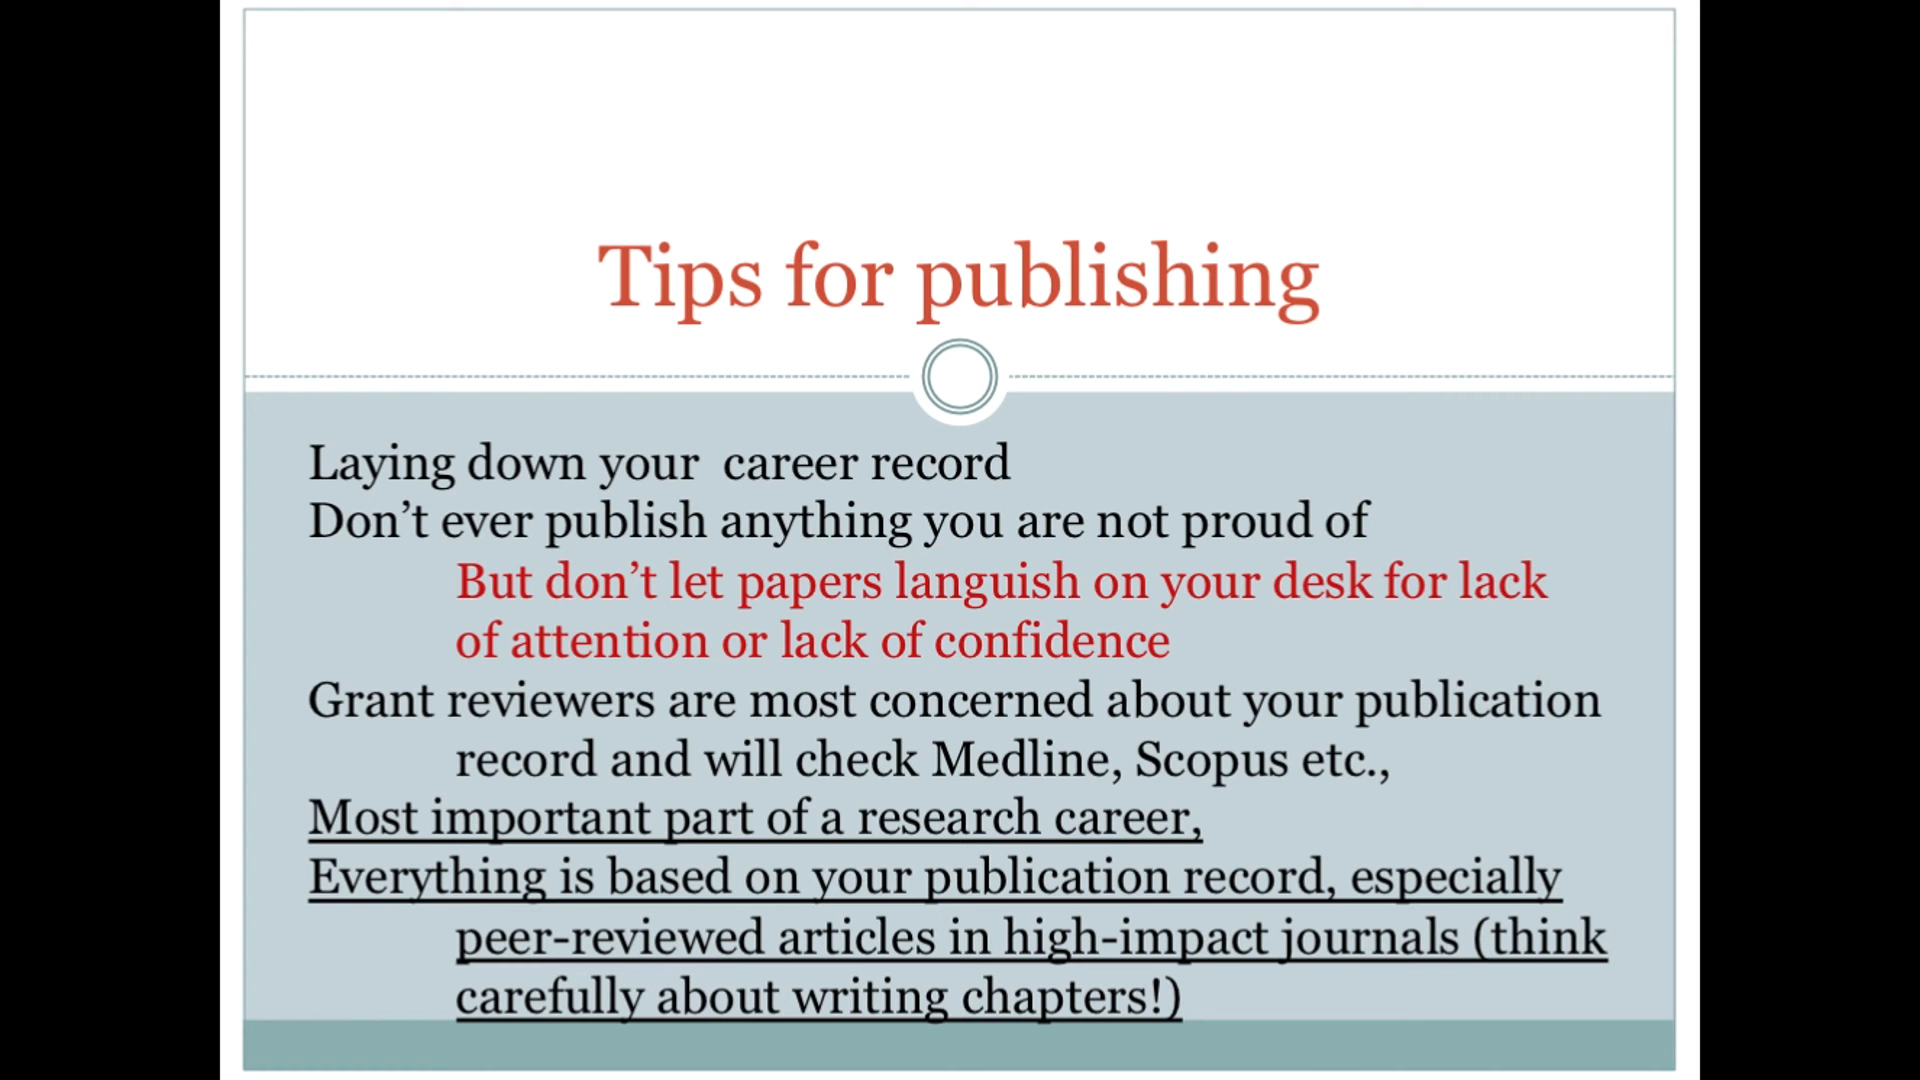 Tips for publishing
Laying down your  career record
Don’t ever publish anything you are not proud of
But don’t let papers languish on your desk for lack
of attention or lack of confidence
Grant reviewers are most concerned about your publication
record and will check Medline, Scopus etc.,
Most important part of a research career,
Everything is based on your publication record, especially
peer-reviewed articles in high-impact journals (think
carefully about writing chapters!)